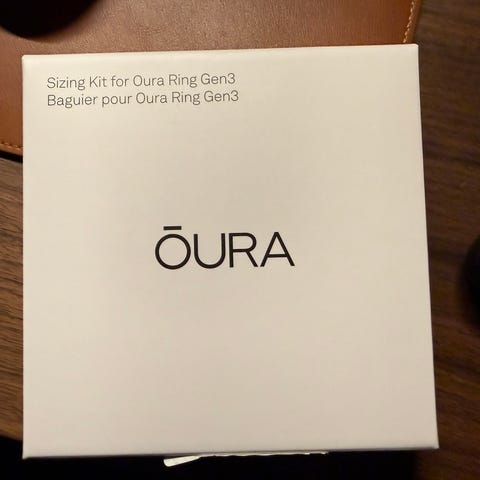 Sizing Kit for Oura Ring Gen3
Baguier pour Oura Ring Gen3
ŌURA